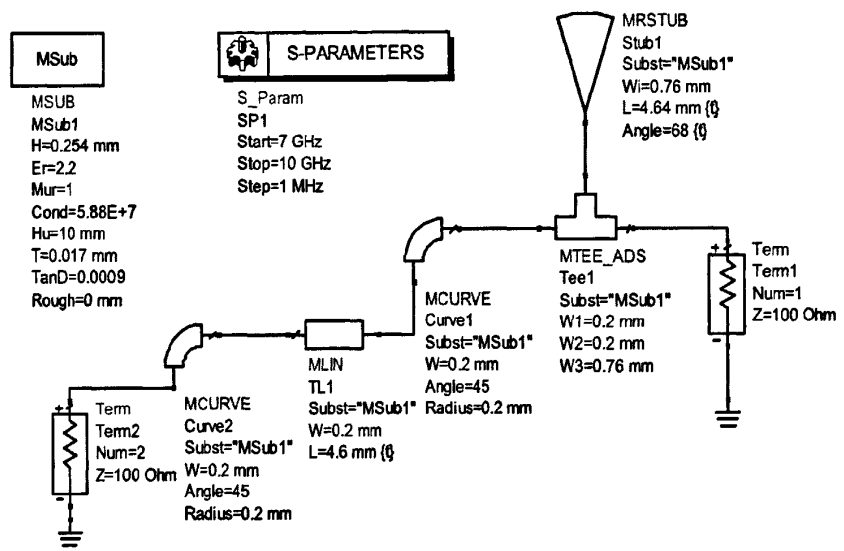 MSub
MSUB
MSub1
H=0.254 mm
Er=2.2
Mur=1
Cond=5.88E+7
Hu=10 mm
T=0.017 mm
TanD=0.0009
Rough=0 mm
S-PARAMETERS
S_Param
SP1
Start=7 GHz
Stop=10 GHz
Step=1 MHz
MRSTUB
Stub1
Subst="MSub1"
Wi=0.76 mm
L=4.64 mm {t}
Angle=68 {t}
MTEE_ADS
Tee1
Subst="MSub1"
W1=0.2 mm
W2=0.2 mm
W3=0.76 mm
+
-
Term
Term1
Num=1
Z=100 Ohm
MCURVE
Curve1
Subst="MSub1"
W=0.2 mm
Angle=45
Radius=0.2 mm
MLIN
TL1
Subst="MSub1"
W=0.2 mm
L=4.6 mm {t}
MCURVE
Curve2
Subst="MSub1"
W=0.2 mm
Angle=45
Radius=0.2 mm
+
-
Term
Term2
Num=2
Z=100 Ohm